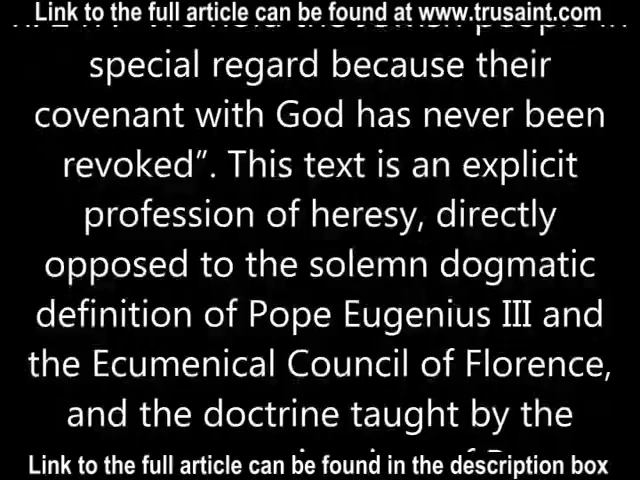 Link to the full article can be found at www.trusaint.com
special regard because their
covenant with God has never been
revoked”. This text is an explicit
profession of heresy, directly
opposed to the solemn dogmatic
definition of Pope Eugenius III and
the Ecumenical Council of Florence,
and the doctrine taught by the
Link to the full article can be found in the description box